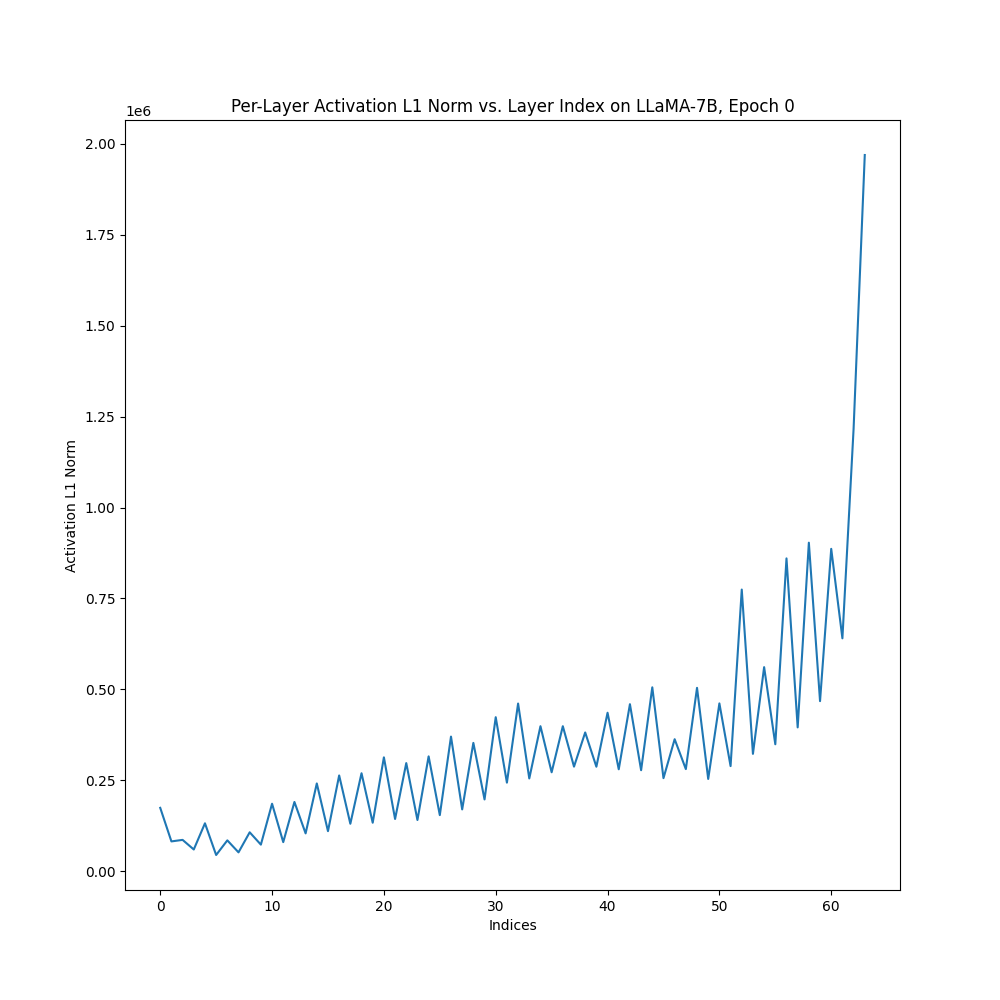 Per-Layer Activation L1 Norm vs. Layer Index on LLaMA-7B, Epoch 0
1e6
2.00
1.75
1.50
1.25
1.00
0.75
0.50
0.25
0.00
Activation L1 Norm
0 10 20 30 40 50 60
Indices